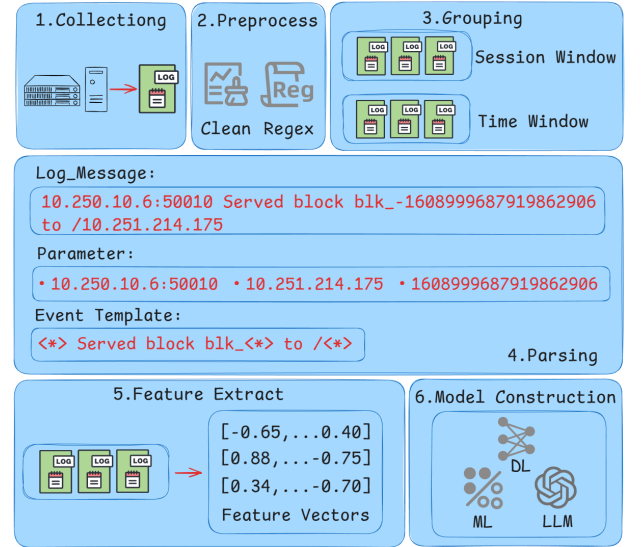 1.Collectiong
LOG
2.Preprocess
Reg
Clean Regex
3.Grouping
LOG LOG LOG
Session Window
LOG LOG LOG
Time Window
Log_Message:
10.250.10.6:50010 Served block blk_-1608999687919862906
to /10.251.214.175
Parameter:
• 10.250.10.6:50010 • 10.251.214.175 • 1608999687919862906
Event Template:
<*> Served block blk_<*> to /<*>
4.Parsing
5.Feature Extract
LOG LOG LOG
[-0.65,...0.40]
[0.88,...-0.75]
[0.34,...-0.70]
Feature Vectors
6.Model Construction
DL
ML
LLM